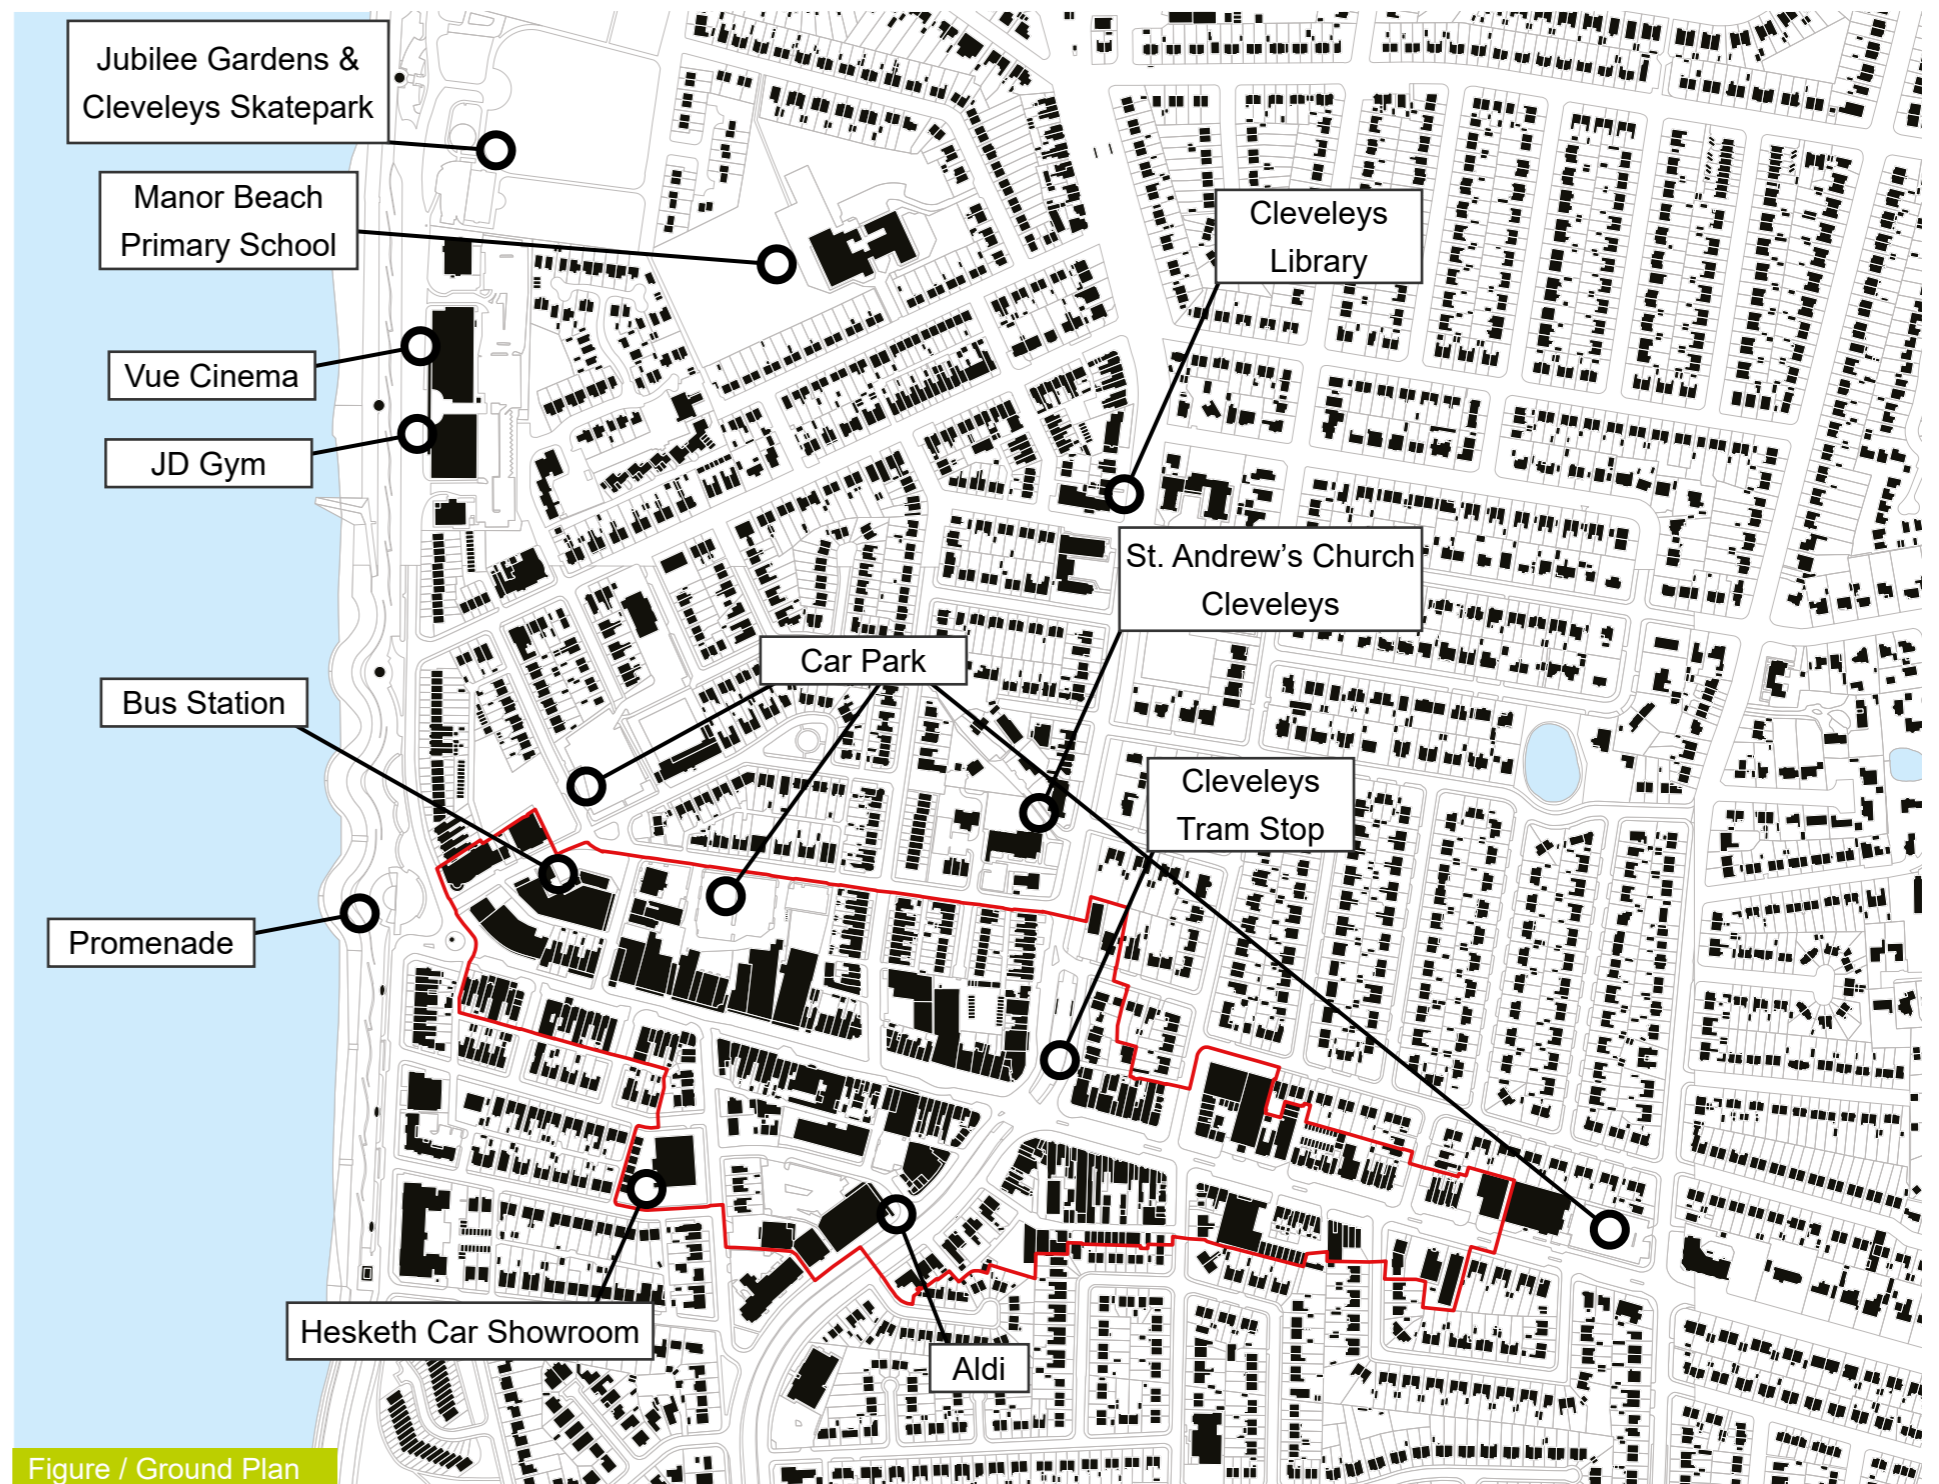 Jubilee Gardens &
Cleveleys Skatepark
Manor Beach
Primary School
Cleveleys
Library
Vue Cinema
JD Gym
St. Andrew’s Church
Cleveleys
Car Park
Bus Station
Cleveleys
Tram Stop
Promenade
Hesketh Car Showroom
Aldi
Figure / Ground Plan